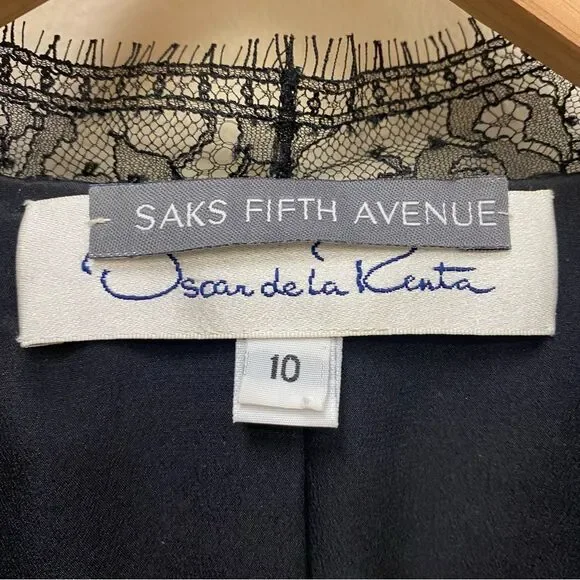 SAKS FIFTH AVENUE
Oscar de la Renta
10